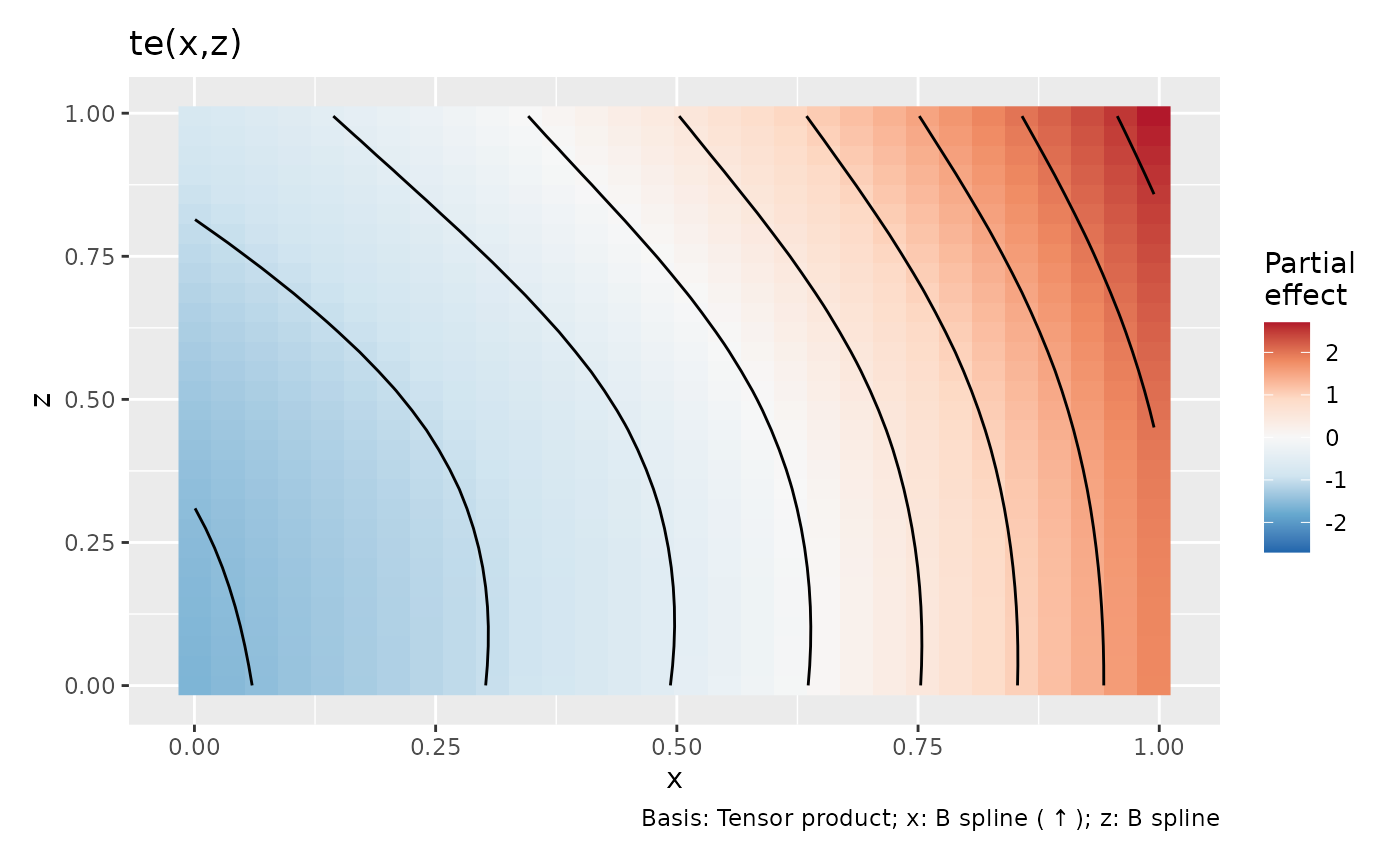 te(x,z)
1.00
0.75
0.50
0.25
0.00
z
0.00 0.25 0.50 0.75 1.00
x
Partial
effect
2
1
0
-1
-2
Basis: Tensor product; x: B spline ( ↑ ); z: B spline